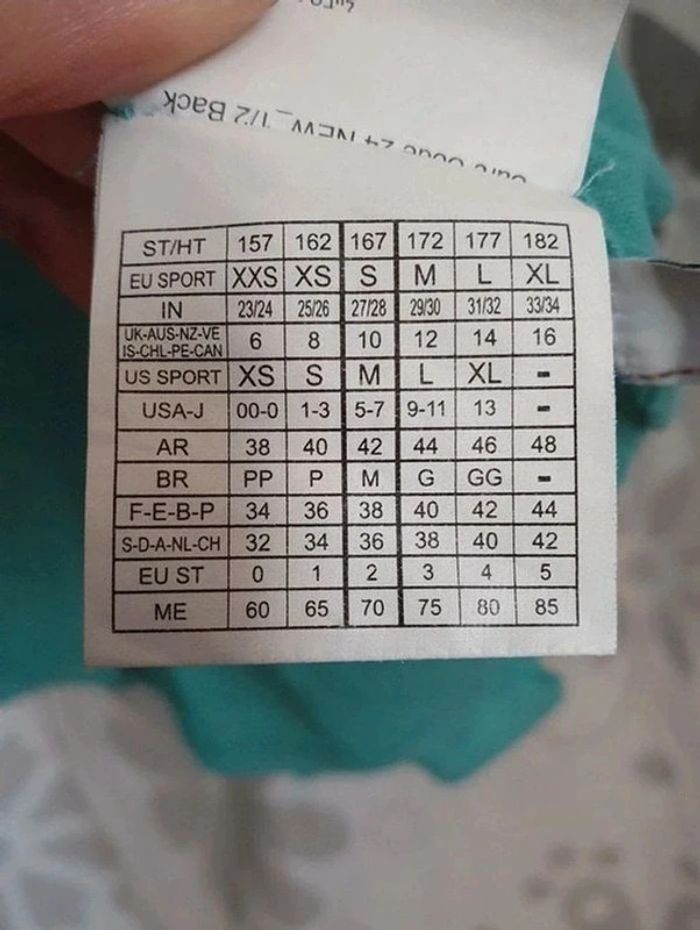 1/2 Back
ST/HT 157 162 167 172 177 182
EU SPORT XXS XS S M L XL
IN 23/24 25/26 27/28 29/30 31/32 33/34
UK-AUS-NZ-VE
IS-CHL-PE-CAN 6 8 10 12 14 16
US SPORT XS S M L XL -
USA-J 00-0 1-3 5-7 9-11 13 -
AR 38 40 42 44 46 48
BR PP P M G GG -
F-E-B-P 34 36 38 40 42 44
S-D-A-NL-CH 32 34 36 38 40 42
EU ST 0 1 2 3 4 5
ME 60 65 70 75 80 85